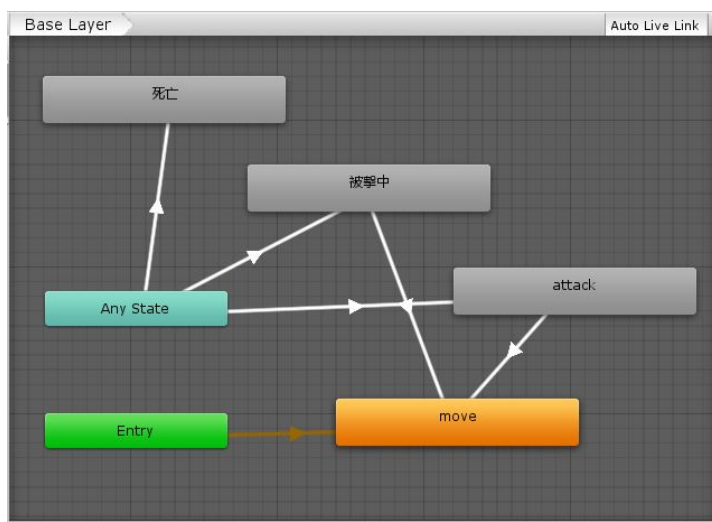 Base Layer
Auto Live Link
死亡
被擊中
attack
Any State
move
Entry